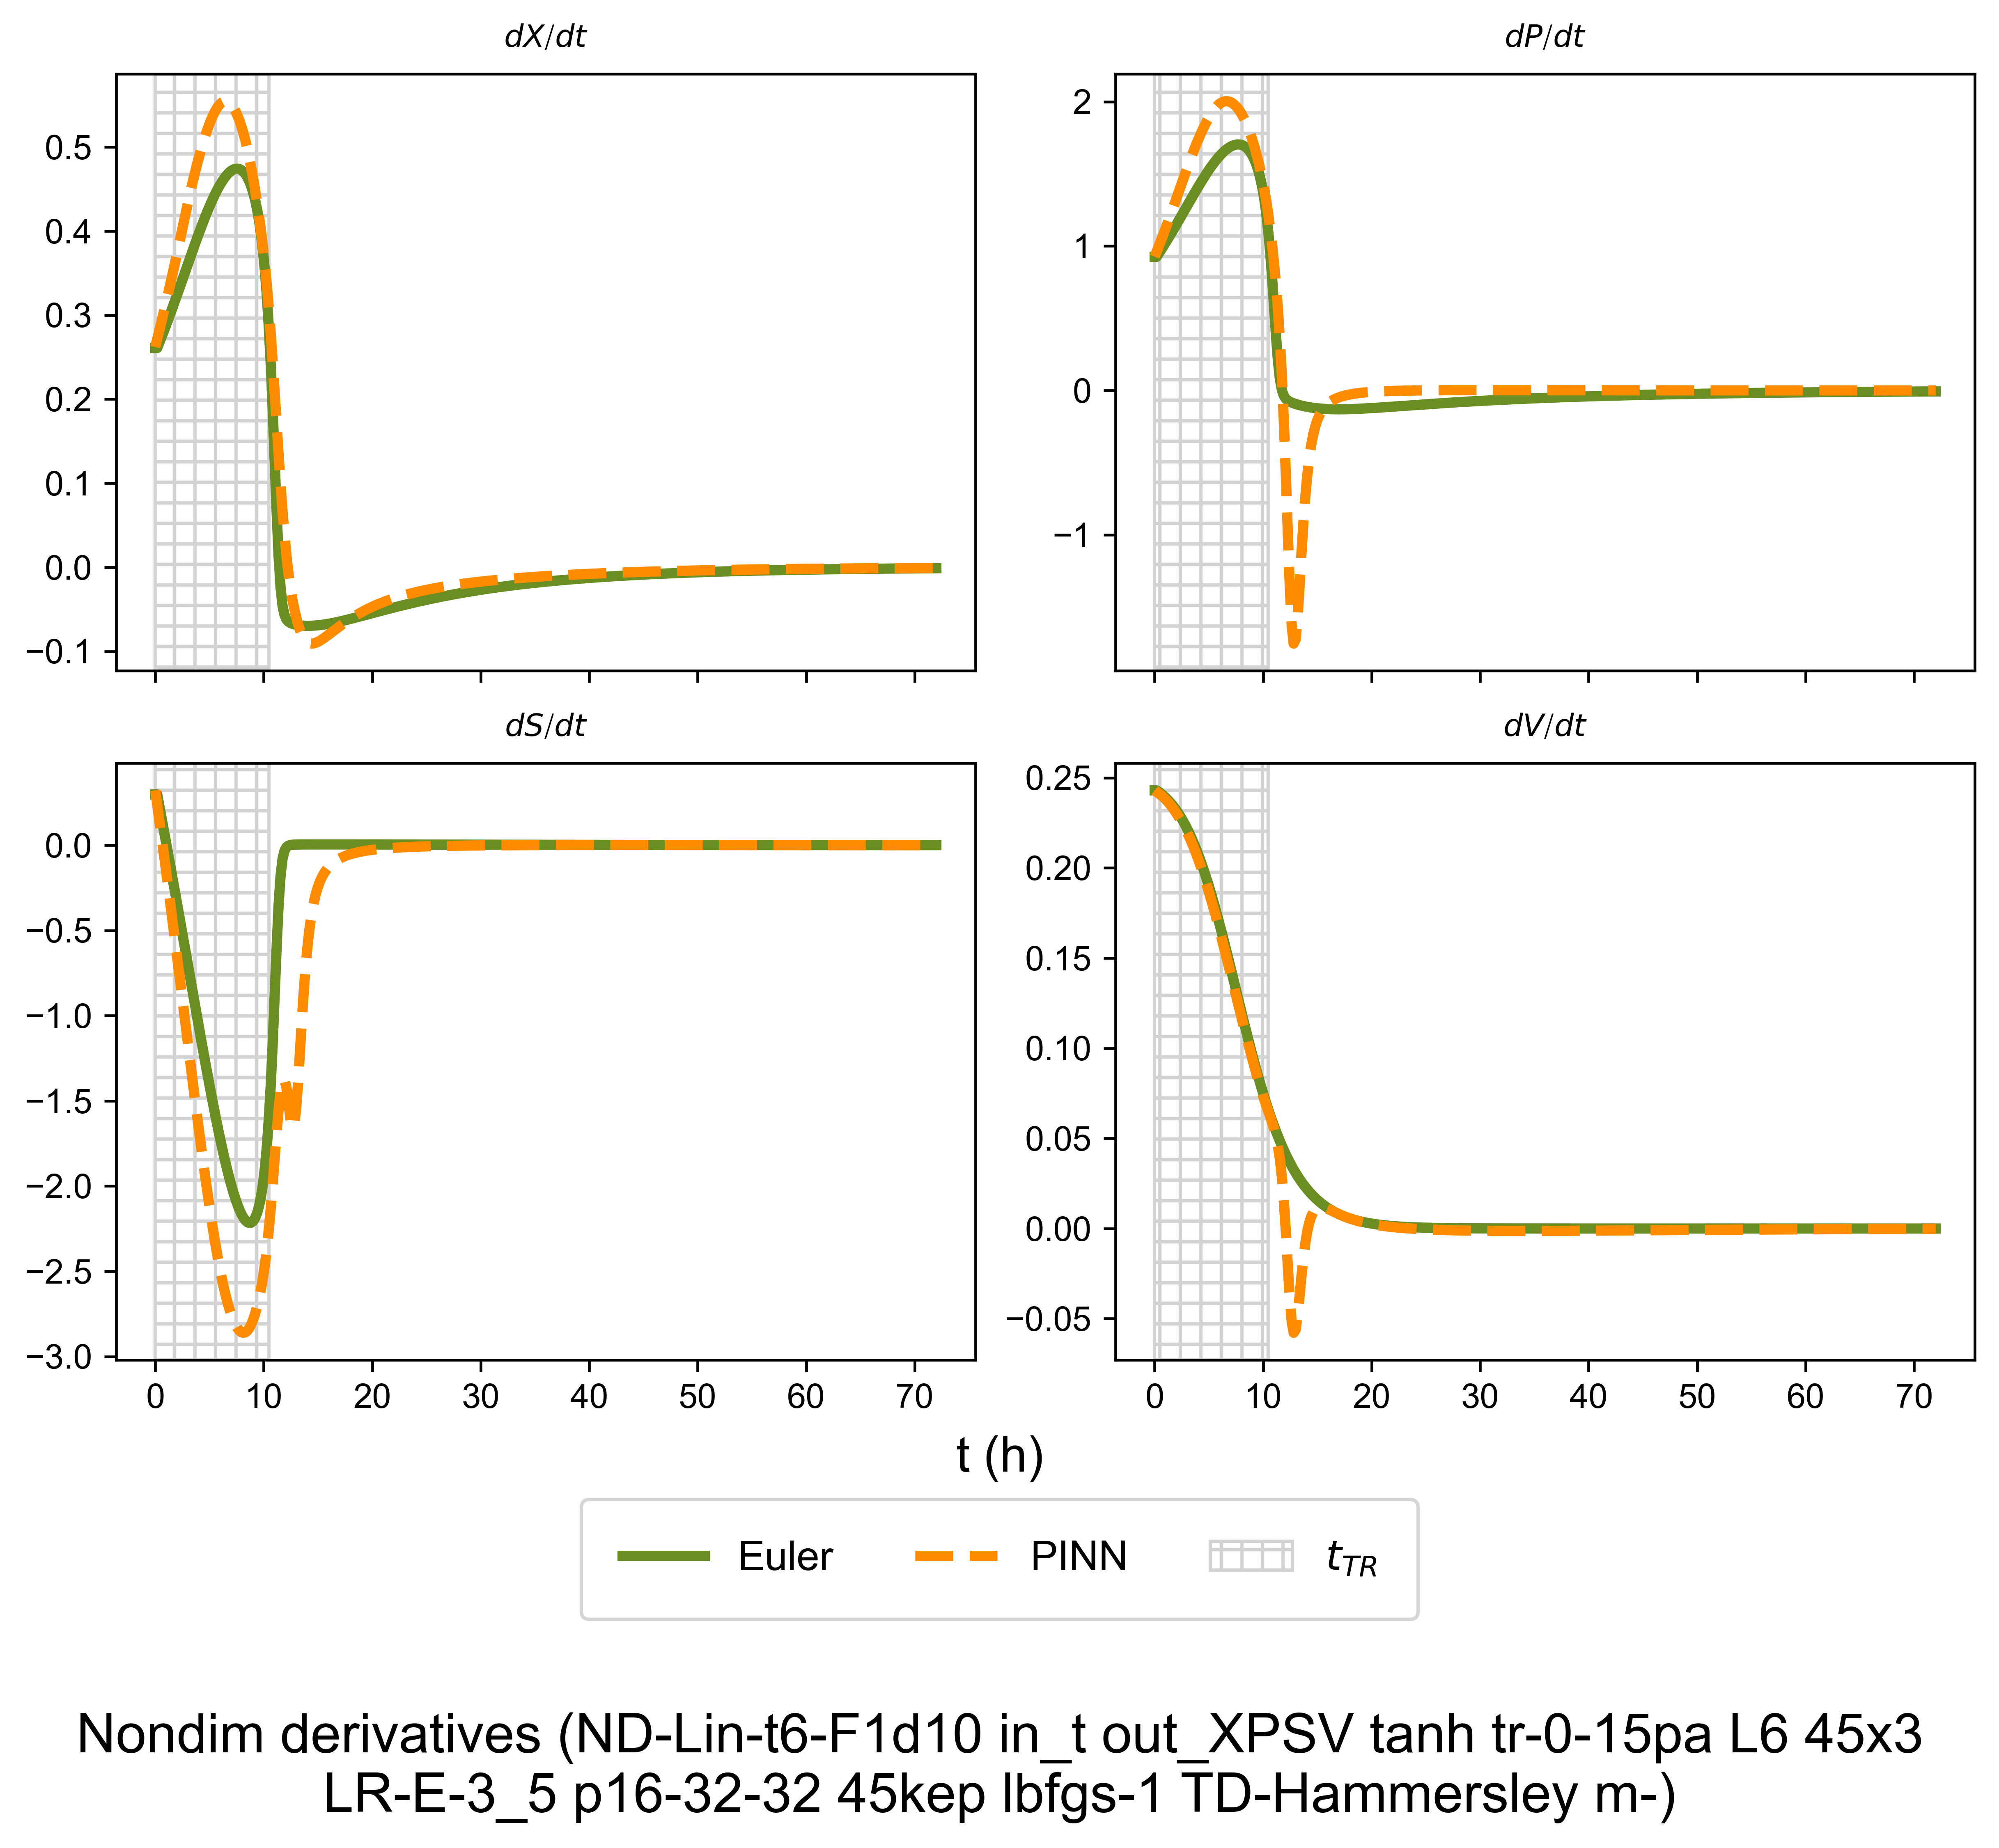 dX/dt
dP/dt
0.5
0.4
0.3
0.2
0.1
0.0
−0.1
2
1
0
−1
dS/dt
dV/dt
0.0
−0.5
−1.0
−1.5
−2.0
−2.5
−3.0
0 10 20 30 40 50 60 70
0.25
0.20
0.15
0.10
0.05
0.00
−0.05
0 10 20 30 40 50 60 70
t (h)
Euler PINN t_TR
Nondim derivatives (ND-Lin-t6-F1d10 in_t out_XPSV tanh tr-0-15pa L6 45x3
LR-E-3_5 p16-32-32 45kep lbfgs-1 TD-Hammersley m-)